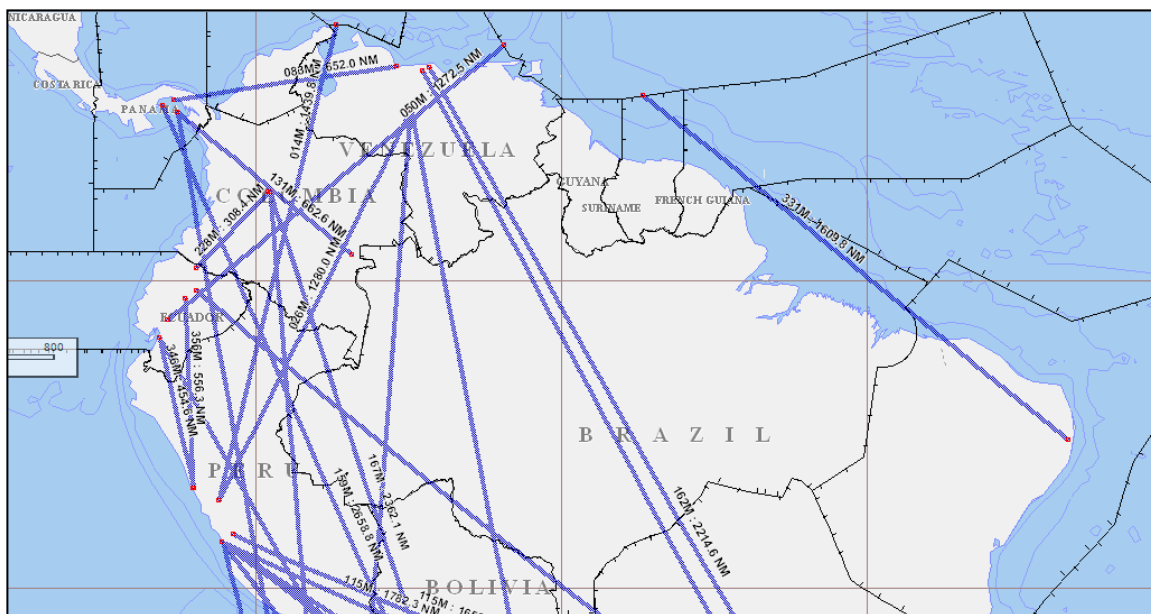 NICARAGUA
COSTA RICA
PANAMA
088M : 652.0 NM
014M : 1439.8 NM
050M : 1272.5 NM
VENEZUELA
COLUMBIA
131M : 662.6 NM
228M : 308.4 NM
026M : 1280.0 NM
GUYANA
SURINAME
FRENCH GUIANA
331M : 1609.8 NM
ECUADOR
800
356M : 556.3 NM
346M : 454.6 NM
BRAZIL
PERU
159M : 2658.8 NM
167M : 2362.1 NM
162M : 2214.6 NM
BOLIVIA
115M : 1782.3 NM